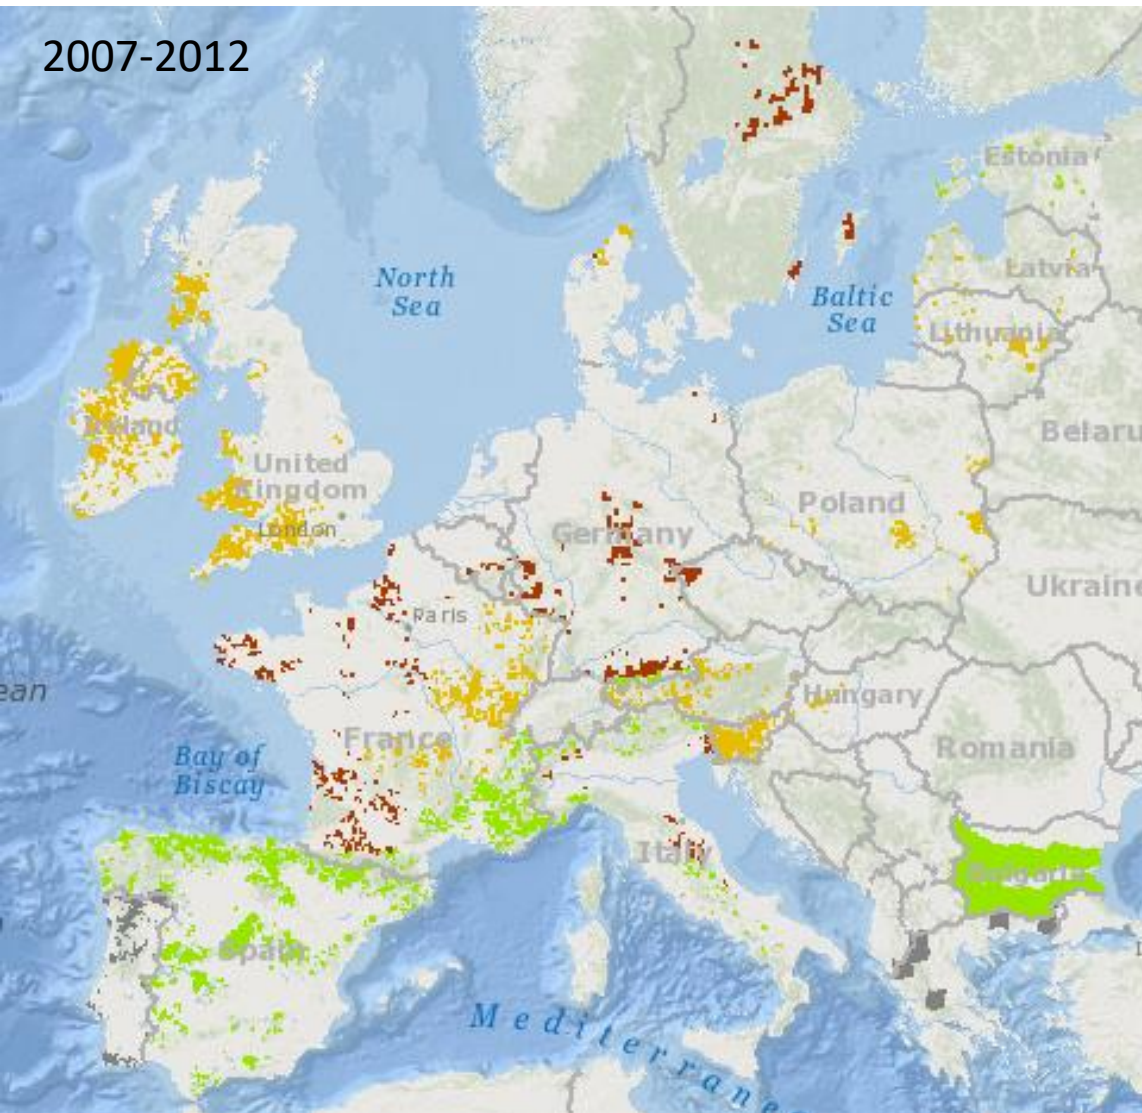 2007-2012
Estonia
Latvia
North
Sea
Baltic
Sea
Lithuania
Ireland
Belaru
United
Kingdom
London
Poland
Germany
Ukraine
Paris
ean
Hungary
France
Romania
Bay of
Biscay
Italy
Bulgaria
Spain
Mediterrane